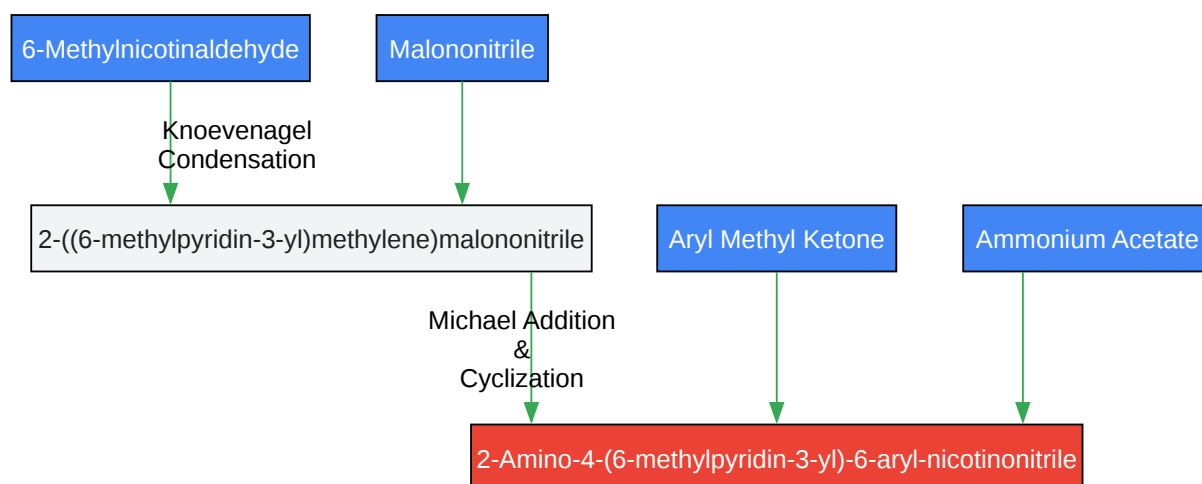 6-Methylnicotinaldehyde
Malononitrile
Knoevenagel
Condensation
2-((6-methylpyridin-3-yl)methylene)malononitrile
Aryl Methyl Ketone
Ammonium Acetate
Michael Addition
&
Cyclization
2-Amino-4-(6-methylpyridin-3-yl)-6-aryl-nicotinonitrile